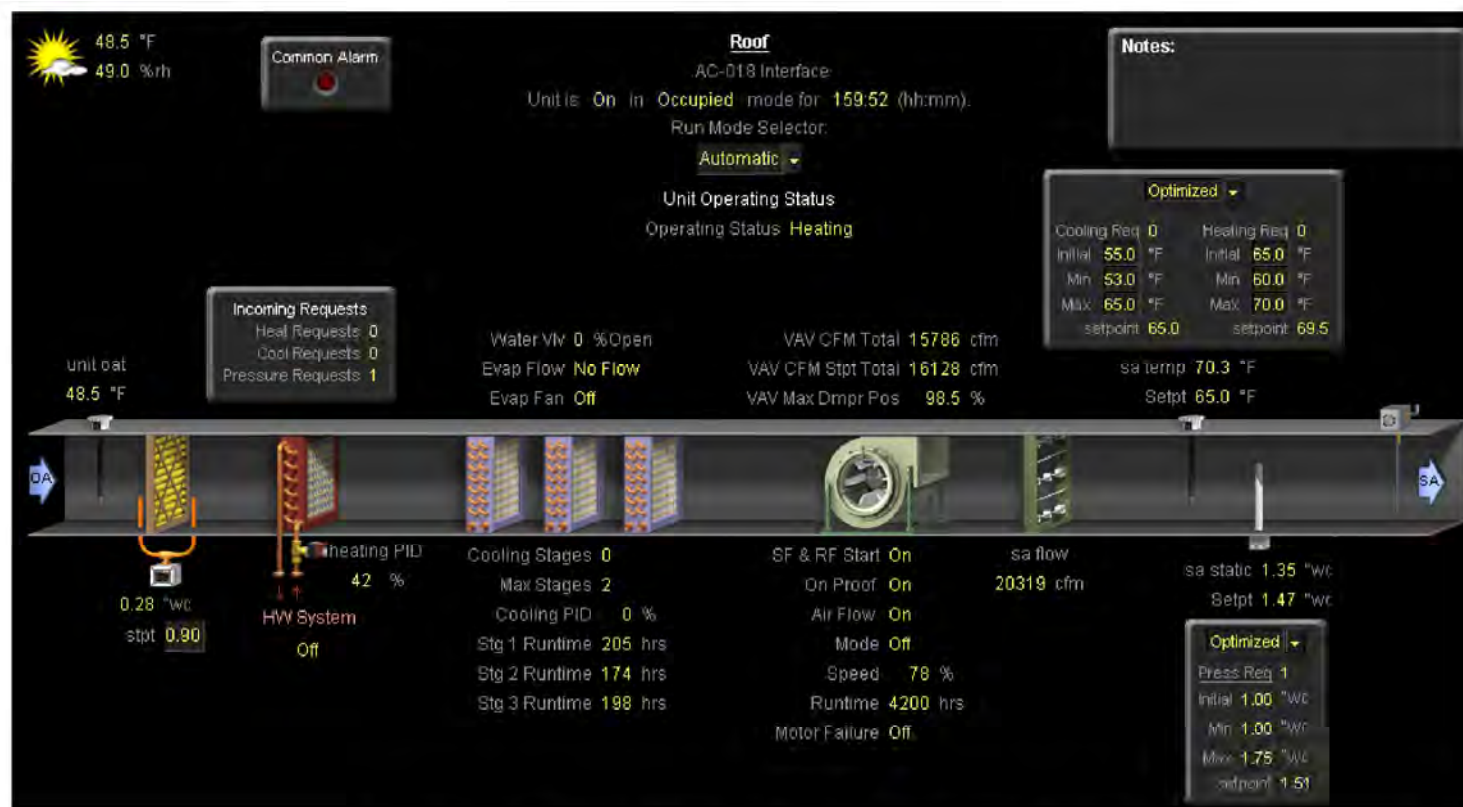 48.5 °F
49.0 %rh
Common Alarm
Roof
AC-018 Interface
Unit is On in Occupied mode for 159:52 (hh:mm).
Run Mode Selector:
Automatic
Unit Operating Status
Operating Status Heating
Notes:
Optimized
Cooling Req 0 Heating Req 0
Initial 55.0 °F Initial 65.0 °F
Min 53.0 °F Min 60.0 °F
Max 65.0 °F Max 70.0 °F
setpoint 65.0 setpoint 69.5
Incoming Requests
Heat Requests 0
Cool Requests 0
Pressure Requests 1
unit oat
48.5 °F
Water Vlv 0 %Open
Evap Flow No Flow
Evap Fan Off
VAV CFM Total 15786 cfm
VAV CFM Stpt Total 16128 cfm
VAV Max Dmpr Pos 98.5 %
sa temp 70.3 °F
Setpt 65.0 °F
OA
SA
0.28 "wc
stpt 0.90
heating PID
42 %
HW System
Off
Cooling Stages 0
Max Stages 2
Cooling PID 0 %
Stg 1 Runtime 205 hrs
Stg 2 Runtime 174 hrs
Stg 3 Runtime 198 hrs
SF & RF Start On
On Proof On
Air Flow On
Mode Off
Speed 78 %
Runtime 4200 hrs
Motor Failure Off
sa flow
20319 cfm
sa static 1.35 "wc
Setpt 1.47 "wc
Optimized
Press Req 1
Initial 1.00 "wc
Min 1.00 "wc
Max 1.75 "wc
setpoint 1.51